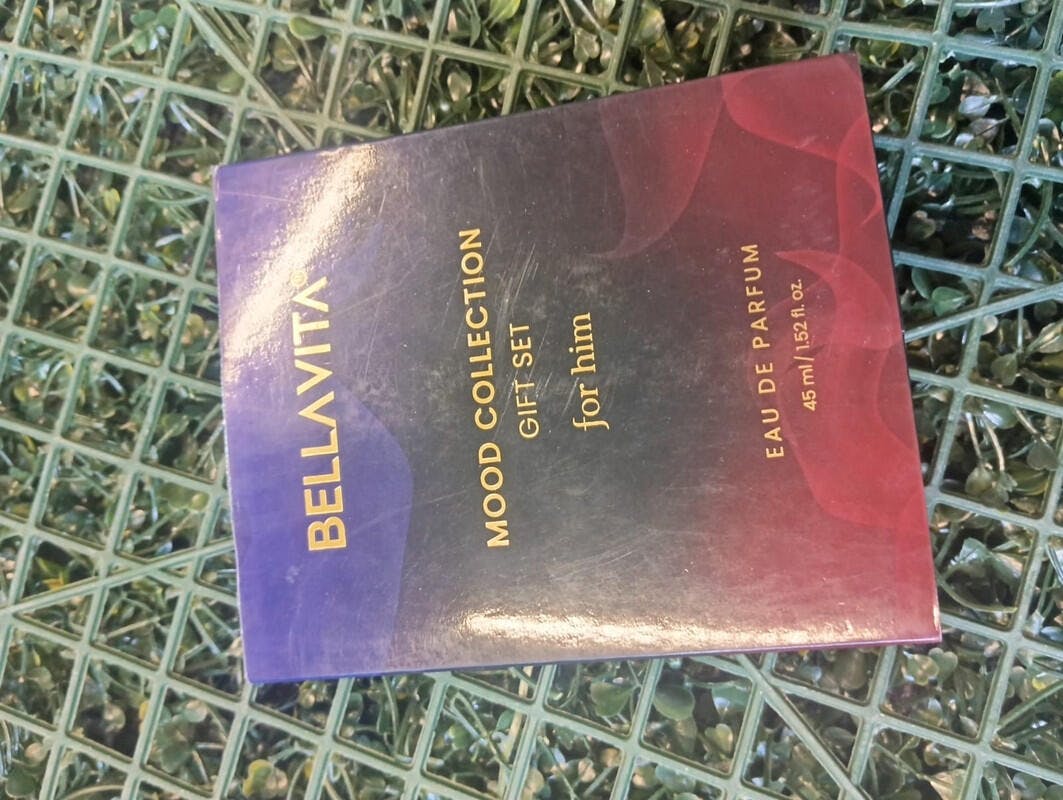 BELLAVITA®
MOOD COLLECTION
GIFT SET
for him
EAU DE PARFUM
45 ml / 1.52 fl. oz.